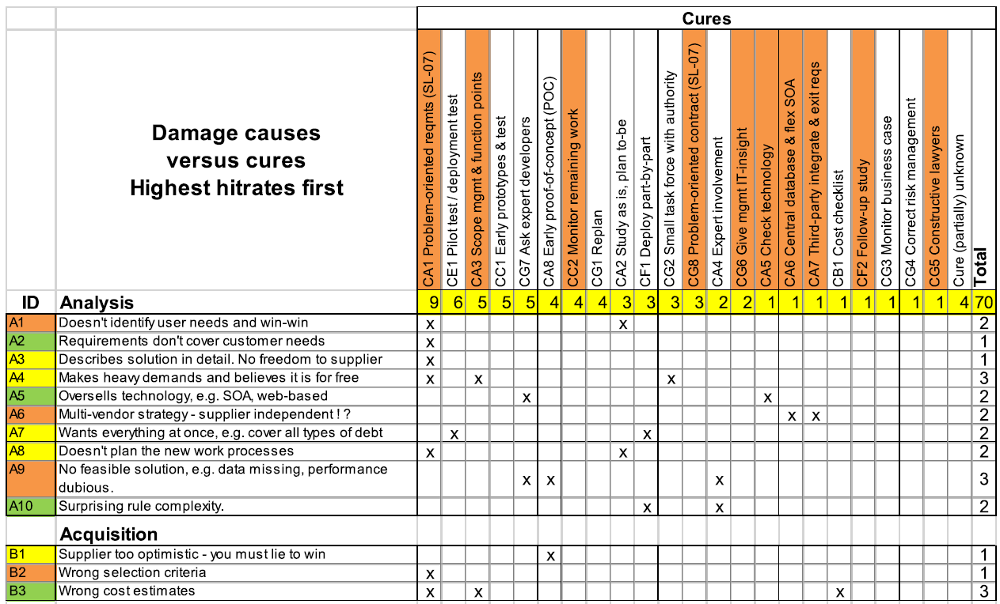 Cures
Damage causes
versus cures
Highest hitrates first
CA1 Problem-oriented reqmts (SL-07)
CE1 Pilot test / deployment test
CA3 Scope mgmt & function points
CC1 Early prototypes & test
CG7 Ask expert developers
CA8 Early proof-of-concept (POC)
CC2 Monitor remaining work
CG1 Replan
CA2 Study as is, plan to-be
CF1 Deploy part-by-part
CG2 Small task force with authority
CG8 Problem-oriented contract (SL-07)
CA4 Expert involvement
CG6 Give mgmt IT-insight
CA5 Check technology
CA6 Central database & flex SOA
CA7 Third-party integrate & exit reqs
CB1 Cost checklist
CF2 Follow-up study
CG3 Monitor business case
CG4 Correct risk management
CG5 Constructive lawyers
Cure (partially) unknown
Total
ID Analysis 9 6 5 5 5 4 4 4 3 3 3 3 2 2 1 1 1 1 1 1 1 1 4 70
A1 Doesn't identify user needs and win-win x x 2
A2 Requirements don't cover customer needs x 1
A3 Describes solution in detail. No freedom to supplier x 1
A4 Makes heavy demands and believes it is for free x x x 3
A5 Oversells technology, e.g. SOA, web-based x x 2
A6 Multi-vendor strategy - supplier independent ! ? x x 2
A7 Wants everything at once, e.g. cover all types of debt x x 2
A8 Doesn't plan the new work processes x x 2
A9 No feasible solution, e.g. data missing, performance
dubious. x x x 3
A10 Surprising rule complexity. x x 2
Acquisition
B1 Supplier too optimistic - you must lie to win x 1
B2 Wrong selection criteria x 1
B3 Wrong cost estimates x x x 3